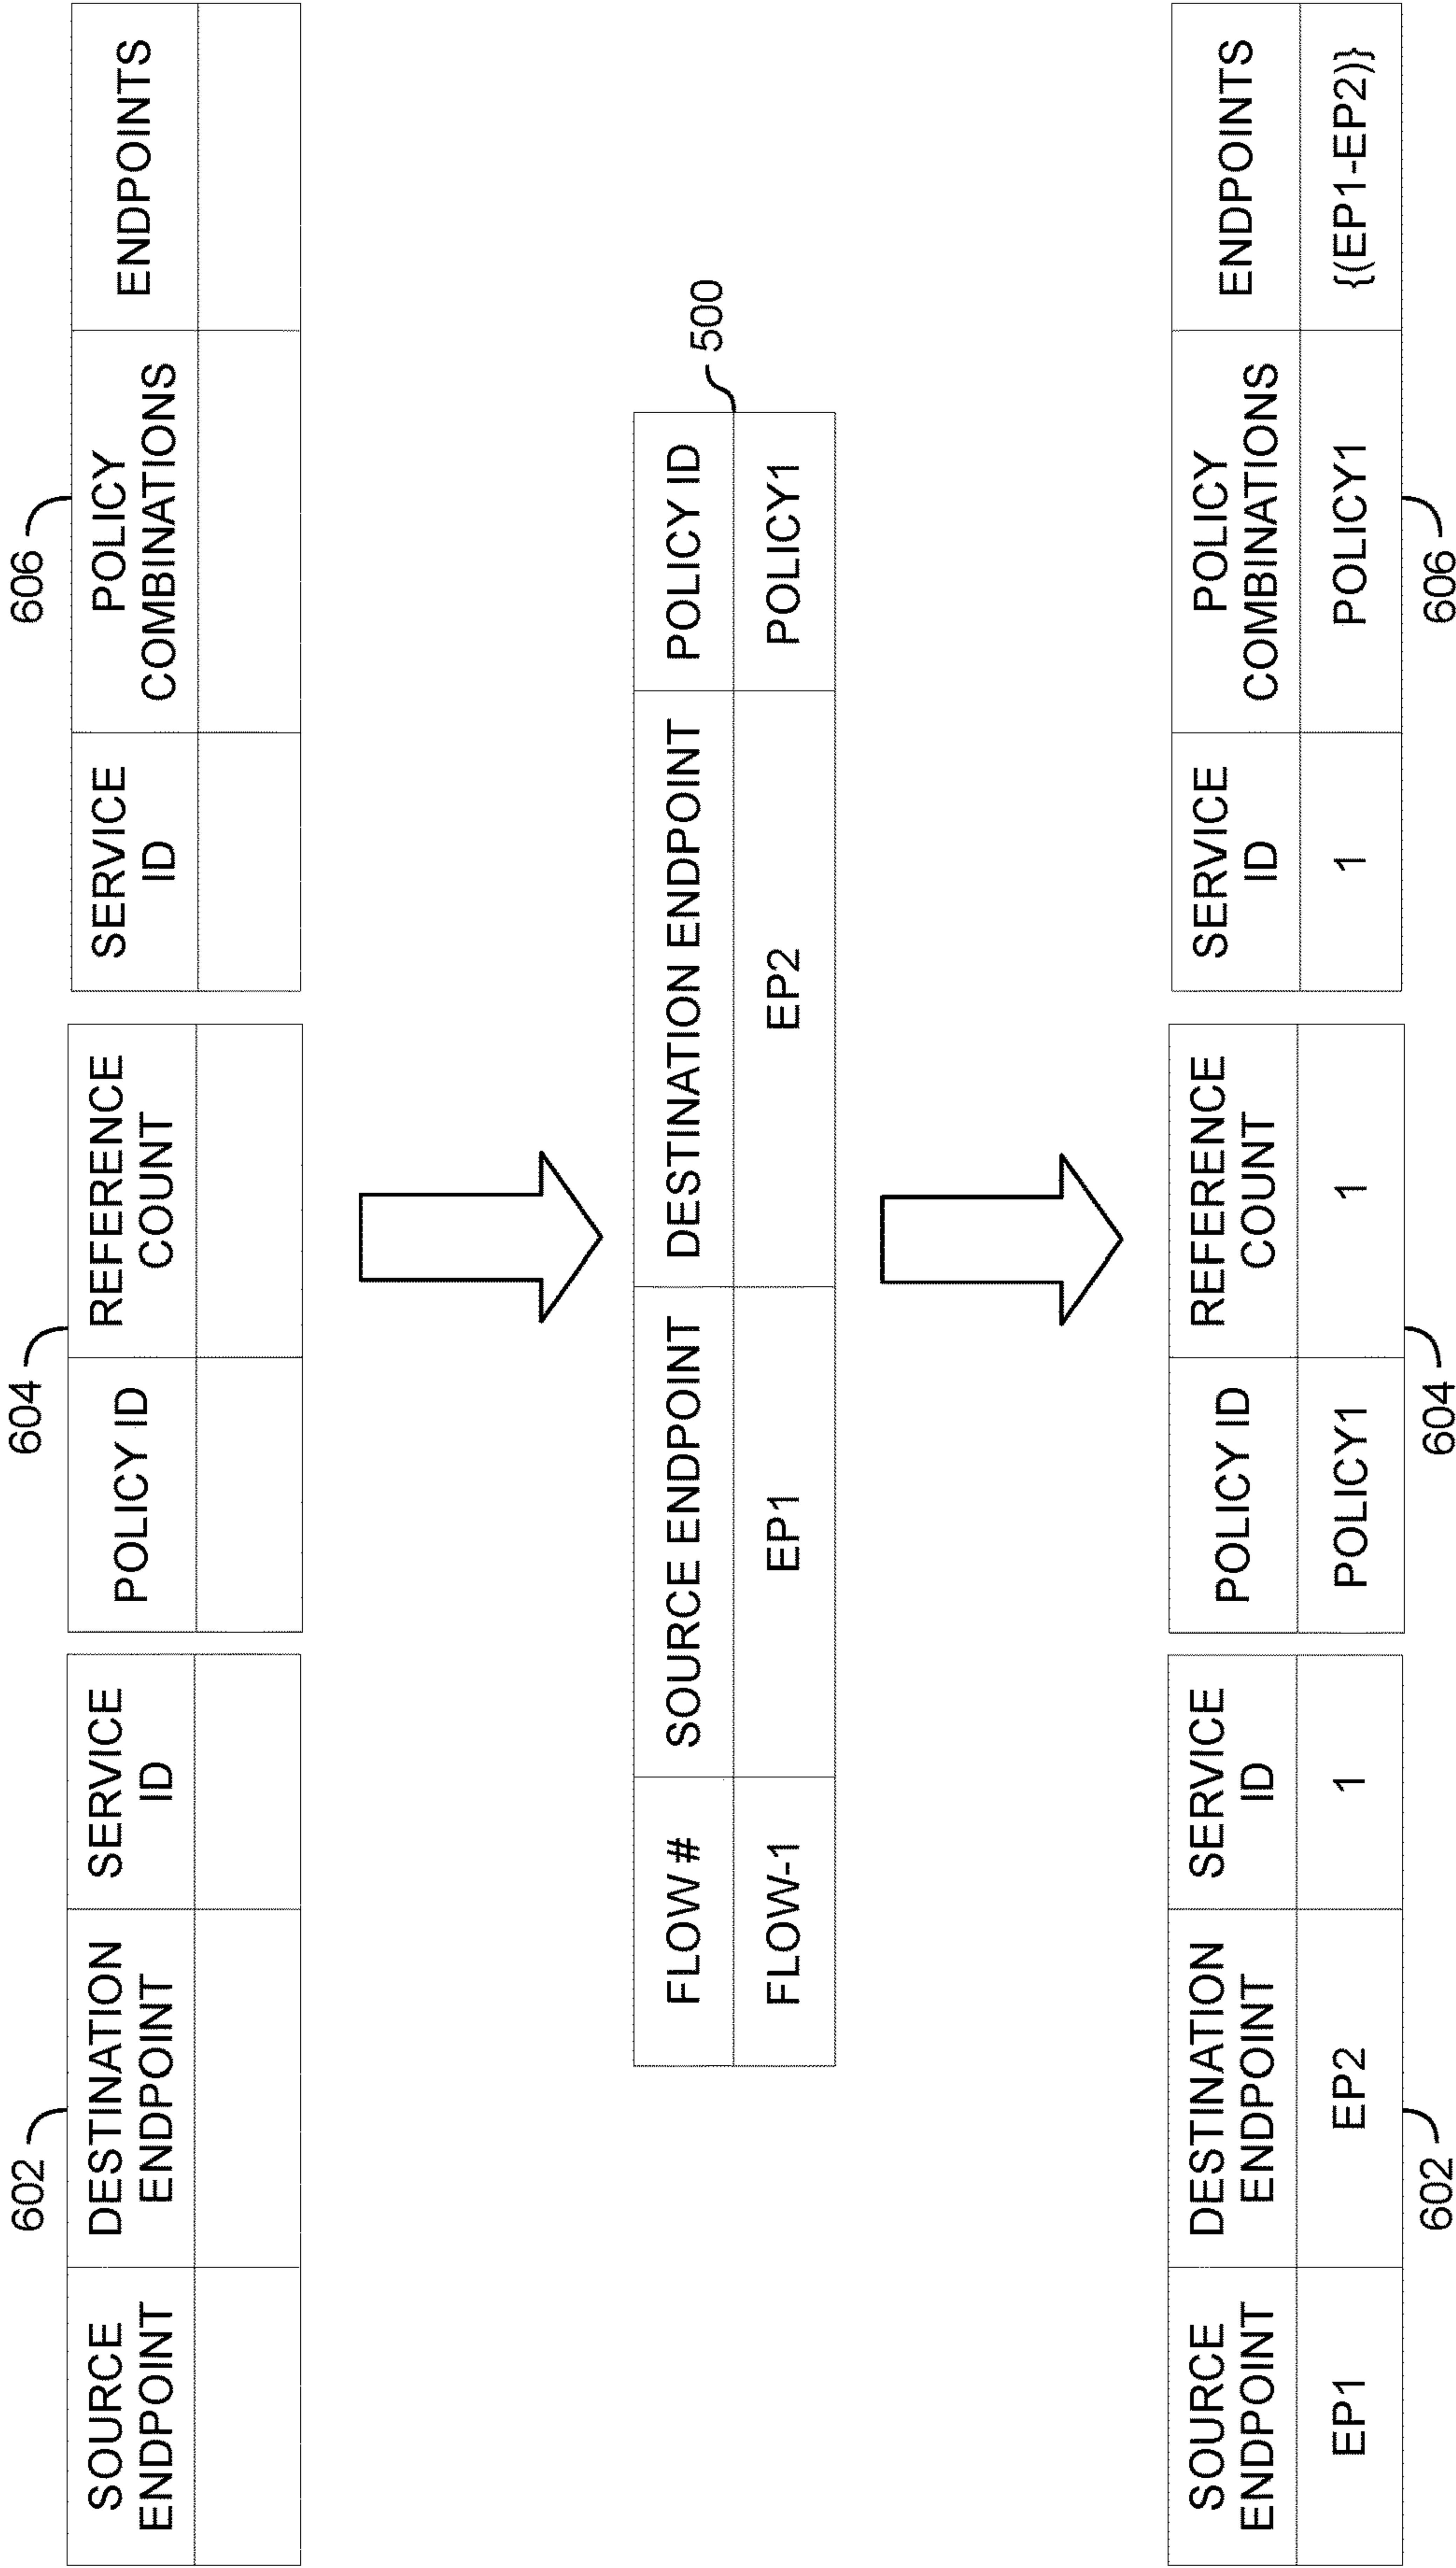 602
604
606
SOURCE
ENDPOINT
DESTINATION
ENDPOINT
SERVICE
ID
POLICY ID
REFERENCE
COUNT
SERVICE
ID
POLICY
COMBINATIONS
ENDPOINTS
500
FLOW #
SOURCE ENDPOINT
DESTINATION ENDPOINT
POLICY ID
FLOW-1
EP1
EP2
POLICY1
SOURCE
ENDPOINT
DESTINATION
ENDPOINT
SERVICE
ID
POLICY ID
REFERENCE
COUNT
SERVICE
ID
POLICY
COMBINATIONS
ENDPOINTS
EP1
EP2
1
POLICY1
1
1
POLICY1
{(EP1-EP2)}
602
604
606